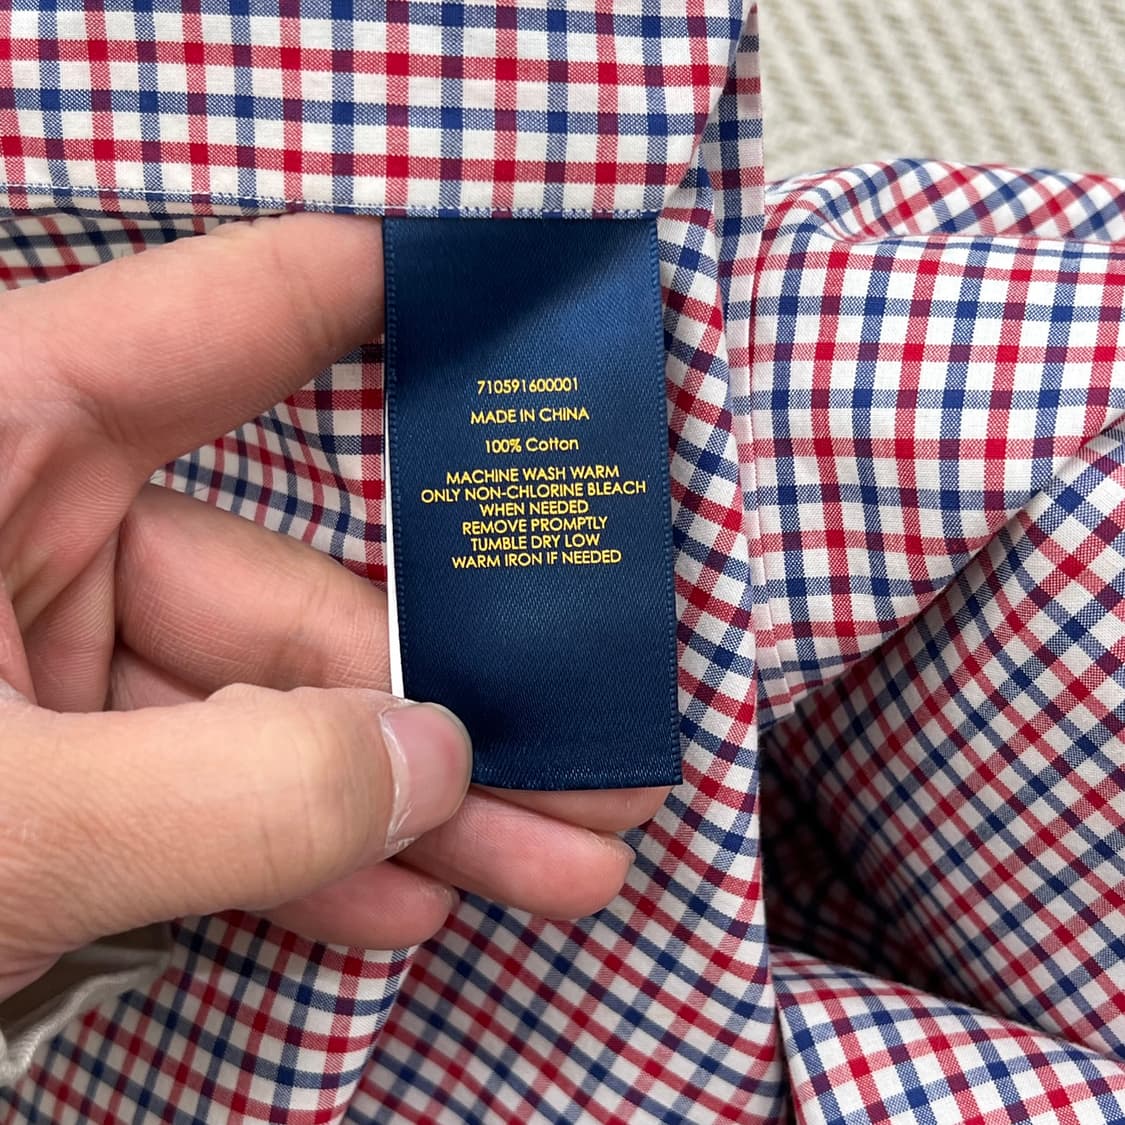 710591600001
MADE IN CHINA
100% Cotton
MACHINE WASH WARM
ONLY NON-CHLORINE BLEACH
WHEN NEEDED
REMOVE PROMPTLY
TUMBLE DRY LOW
WARM IRON IF NEEDED